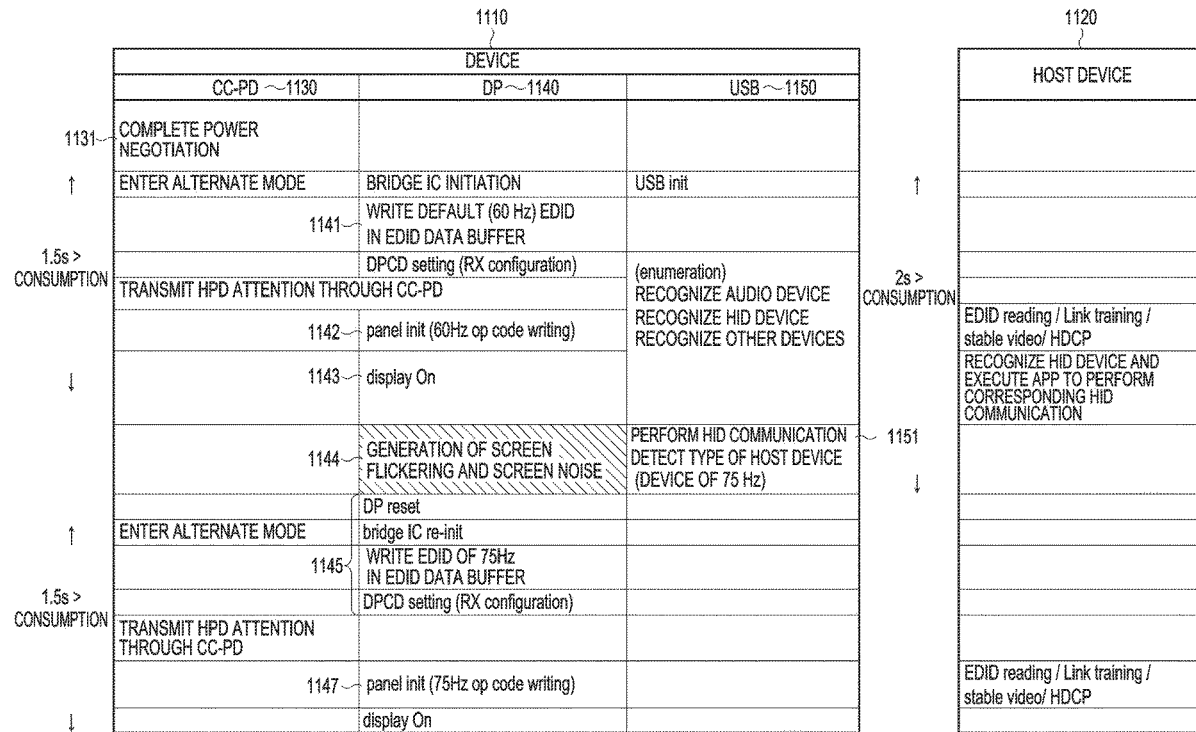 1110
1120
DEVICE
HOST DEVICE
CC-PD ~1130
DP~1140
USB ~1150
1131
COMPLETE POWER
NEGOTIATION
↑
ENTER ALTERNATE MODE
BRIDGE IC INITIATION
USB init
↑
1141
WRITE DEFAULT (60 Hz) EDID
IN EDID DATA BUFFER
1.5s >
CONSUMPTION
DPCD setting (RX configuration)
(enumeration)
RECOGNIZE AUDIO DEVICE
RECOGNIZE HID DEVICE
RECOGNIZE OTHER DEVICES
2s >
CONSUMPTION
TRANSMIT HPD ATTENTION THROUGH CC-PD
1142
panel init (60Hz op code writing)
EDID reading / Link training /
stable video/ HDCP
↓
1143
display On
RECOGNIZE HID DEVICE AND
EXECUTE APP TO PERFORM
CORRESPONDING HID
COMMUNICATION
1144
GENERATION OF SCREEN
FLICKERING AND SCREEN NOISE
PERFORM HID COMMUNICATION
DETECT TYPE OF HOST DEVICE
(DEVICE OF 75 Hz)
1151
↓
DP reset
↑
ENTER ALTERNATE MODE
bridge IC re-init
1145
WRITE EDID OF 75Hz
IN EDID DATA BUFFER
1.5s >
CONSUMPTION
DPCD setting (RX configuration)
TRANSMIT HPD ATTENTION
THROUGH CC-PD
1147
panel init (75Hz op code writing)
EDID reading / Link training /
stable video/ HDCP
↓
display On